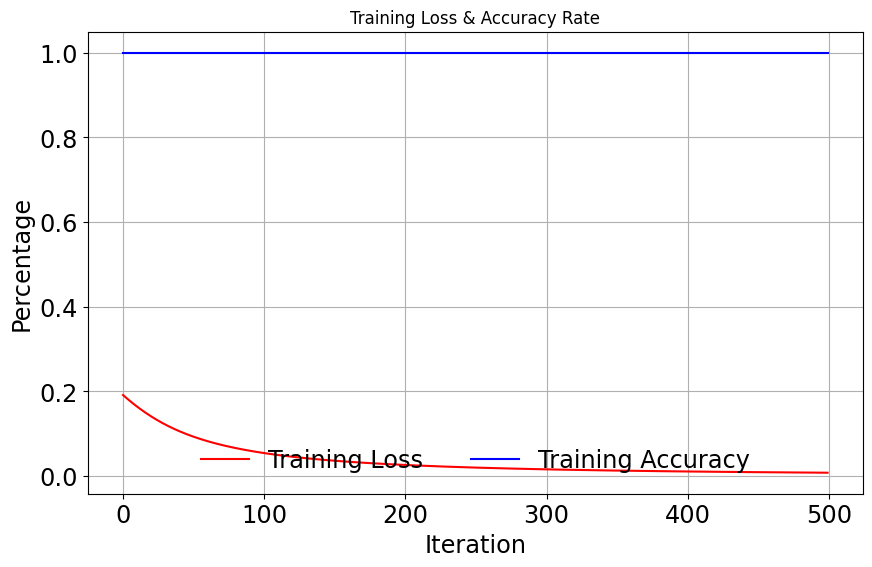 Training Loss & Accuracy Rate
1.0
0.8
0.6
0.4
0.2
0.0
Percentage
Training Loss
Training Accuracy
0 100 200 300 400 500
Iteration